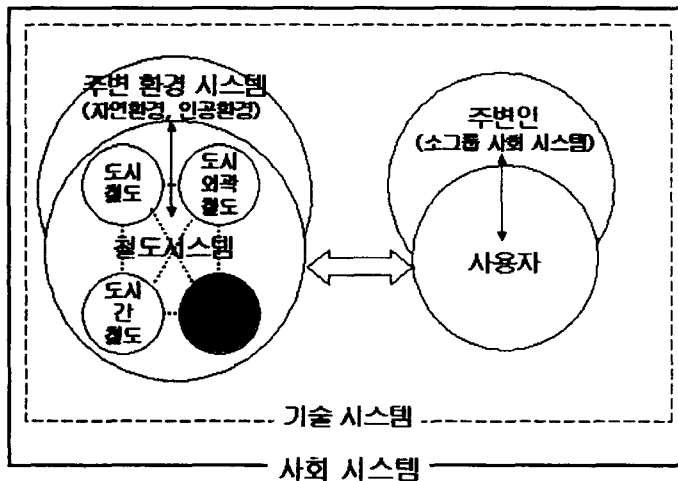 주변 환경 시스템
(자연환경, 인공환경)
주변인
(소그룹 사회 시스템)
도시
철도
도시
외곽
철도
철도시스템
사용자
도시
간
철도
기술 시스템
사회 시스템